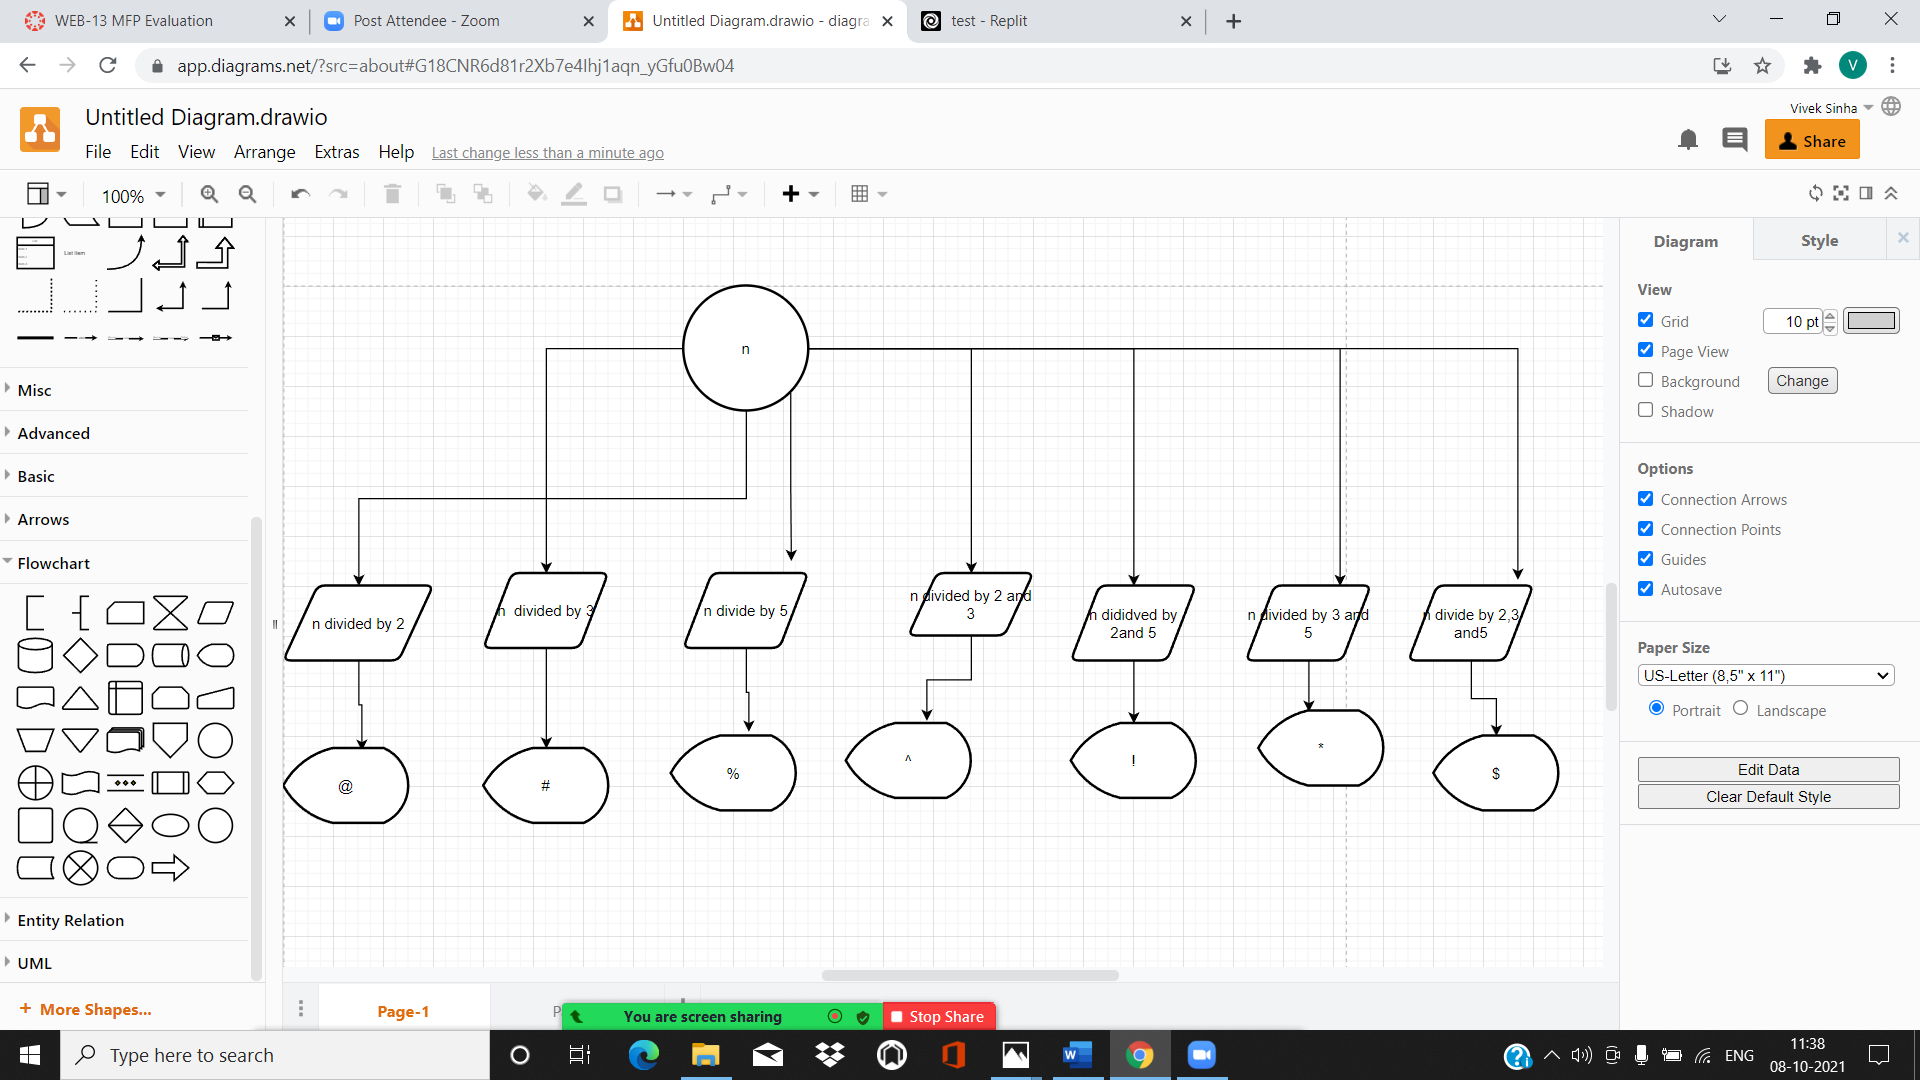 WEB-13 MFP Evaluation
Post Attendee - Zoom
Untitled Diagram.drawio - diagra
test - Replit
app.diagrams.net/?src=about#G18CNR6d81r2Xb7e4Ihj1aqn_yGfu0Bw04
V
Untitled Diagram.drawio
Vivek Sinha
File Edit View Arrange Extras Help Last change less than a minute ago
Share
100%
List Item
Misc
Advanced
Basic
Arrows
Flowchart
Entity Relation
UML
+ More Shapes...
n
n divided by 2
n divided by 3
n divide by 5
n divided by 2 and
3
n dididved by
2and 5
n divided by 3 and
5
n divide by 2,3
and5
@
#
%
^
!
*
$
Diagram
Style
View
Grid
10 pt
Page View
Background
Change
Shadow
Options
Connection Arrows
Connection Points
Guides
Autosave
Paper Size
US-Letter (8,5" x 11")
Portrait
Landscape
Edit Data
Clear Default Style
Page-1
You are screen sharing
Stop Share
Type here to search
ENG
11:38
08-10-2021